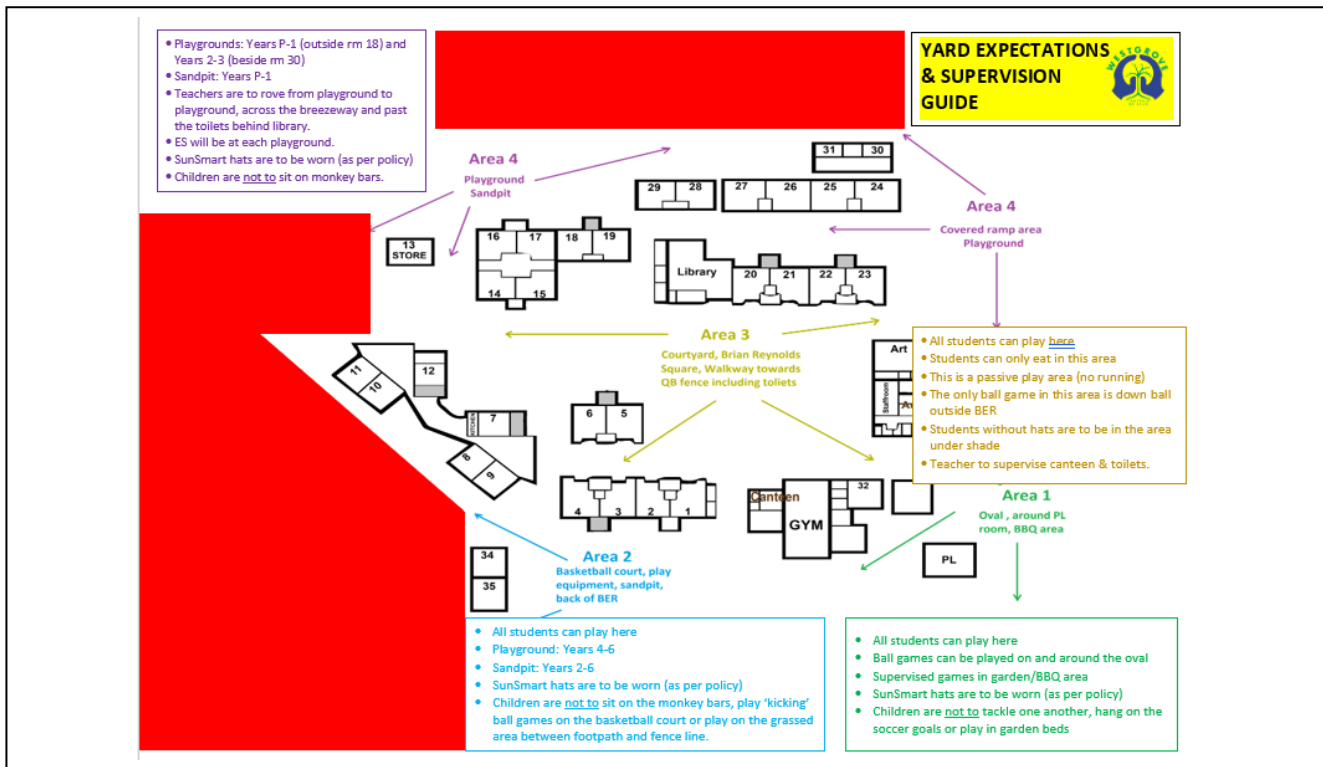 • Playgrounds: Years P-1 (outside rm 18) and
Years 2-3 (beside rm 30)
• Sandpit: Years P-1
• Teachers are to rove from playground to
playground, across the breezeway and past
the toilets behind library.
• ES will be at each playground.
• SunSmart hats are to be worn (as per policy)
• Children are not to sit on monkey bars.
YARD EXPECTATIONS
& SUPERVISION
GUIDE
WESTGROVE
Area 4
Playground
Sandpit
31 30
29 28 27 26 25 24
Area 4
Covered ramp area
Playground
13
STORE
16 17 18 19
14 15
Library 20 21 22 23
Area 3
Courtyard, Brian Reynolds
Square, Walkway towards
QB fence including toliets
11 10 12
KITCHEN 7
8 9
6 5
4 3 2 1
Art
Staffroom
• All students can play here
• Students can only eat in this area
• This is a passive play area (no running)
• The only ball game in this area is down ball
outside BER
• Students without hats are to be in the area
under shade
• Teacher to supervise canteen & toilets.
Canteen
GYM
32
Area 1
Oval , around PL
room, BBQ area
PL
34
35
Area 2
Basketball court, play
equipment, sandpit,
back of BER
• All students can play here
• Playground: Years 4-6
• Sandpit: Years 2-6
• SunSmart hats are to be worn (as per policy)
• Children are not to sit on the monkey bars, play ‘kicking’
ball games on the basketball court or play on the grassed
area between footpath and fence line.
• All students can play here
• Ball games can be played on and around the oval
• Supervised games in garden/BBQ area
• SunSmart hats are to be worn (as per policy)
• Children are not to tackle one another, hang on the
soccer goals or play in garden beds